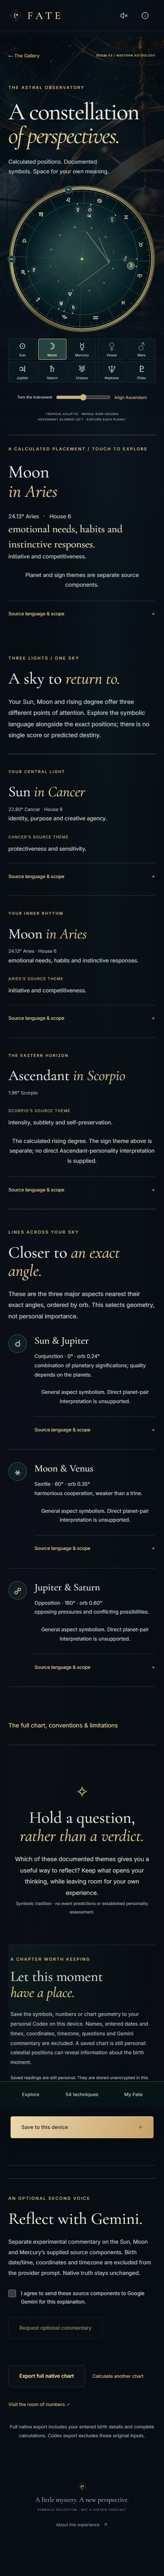 FATE
← The Gallery
ROOM 03 / WESTERN ASTROLOGY
THE ASTRAL OBSERVATORY
A constellation
of perspectives.
Calculated positions. Documented
symbols. Space for your own meaning.
Sun
Moon
Mercury
Venus
Mars
Jupiter
Saturn
Uranus
Neptune
Pluto
Turn the instrument
Align Ascendant
TROPICAL ECLIPTIC · WHOLE-SIGN HOUSES
ASCENDANT ALIGNED LEFT · EXPLORE EACH PLANET
A CALCULATED PLACEMENT / TOUCH TO EXPLORE
Moon
in Aries
24.13° Aries · House 6
emotional needs, habits and
instinctive responses.
initiative and competitiveness.
Planet and sign themes are separate source
components.
Source language & scope +
THREE LIGHTS / ONE SKY
A sky to return to.
Your Sun, Moon and rising degree offer three
different points of attention. Explore the symbolic
language alongside the exact positions; there is no
single score or predicted destiny.
YOUR CENTRAL LIGHT
Sun in Cancer
22.80° Cancer · House 9
identity, purpose and creative agency.
CANCER'S SOURCE THEME
protectiveness and sensitivity.
Source language & scope +
YOUR INNER RHYTHM
Moon in Aries
24.13° Aries · House 6
emotional needs, habits and instinctive responses.
ARIES'S SOURCE THEME
initiative and competitiveness.
Source language & scope +
THE EASTERN HORIZON
Ascendant in Scorpio
1.96° Scorpio
SCORPIO'S SOURCE THEME
intensity, subtlety and self-preservation.
The calculated rising degree. The sign theme above is
separate; no direct Ascendant-personality interpretation
is supplied.
Source language & scope +
LINES ACROSS YOUR SKY
Closer to an exact
angle.
These are the three major aspects nearest their
exact angles, ordered by orb. This selects geometry,
not personal importance.
Sun & Jupiter
Conjunction · 0° · orb 0.24°
combination of planetary significations; quality
depends on the planets.
General aspect symbolism. Direct planet-pair
interpretation is unsupported.
Source language & scope +
Moon & Venus
Sextile · 60° · orb 0.35°
harmonious cooperation, weaker than a trine.
General aspect symbolism. Direct planet-pair
interpretation is unsupported.
Source language & scope +
Jupiter & Saturn
Opposition · 180° · orb 0.60°
opposing pressures and conflicting possibilities.
General aspect symbolism. Direct planet-pair
interpretation is unsupported.
Source language & scope +
The full chart, conventions & limitations
Hold a question,
rather than a verdict.
Which of these documented themes gives you a
useful way to reflect? Keep what opens your
thinking, while leaving room for your own
experience.
Symbolic tradition · no event predictions or established personality
assessment.
A CHAPTER WORTH KEEPING
Let this moment
have a place.
Save the symbols, numbers or chart geometry to your
personal Codex on this device. Names, entered dates and
times, coordinates, timezone, questions and Gemini
commentary are excluded. A saved chart is still personal:
celestial positions can reveal information about the birth
moment.
Saved readings are still personal. They are stored unencrypted in this
Explore
54 techniques
My Fate
Save to this device +
AN OPTIONAL SECOND VOICE
Reflect with Gemini.
Separate experimental commentary on the Sun, Moon
and Mercury's supplied source components. Birth
date/time, coordinates and timezone are excluded from
the provider prompt. Native truth stays unchanged.
I agree to send these source components to Google
Gemini for this explanation.
Request optional commentary
Export full native chart
Calculate another chart
Visit the room of numbers ↗
Full native export includes your entered birth details and complete
calculations. Codex export excludes those original inputs.
A little mystery. A new perspective.
SYMBOLIC REFLECTION · NOT A CERTAIN FORECAST
About this experience ↗